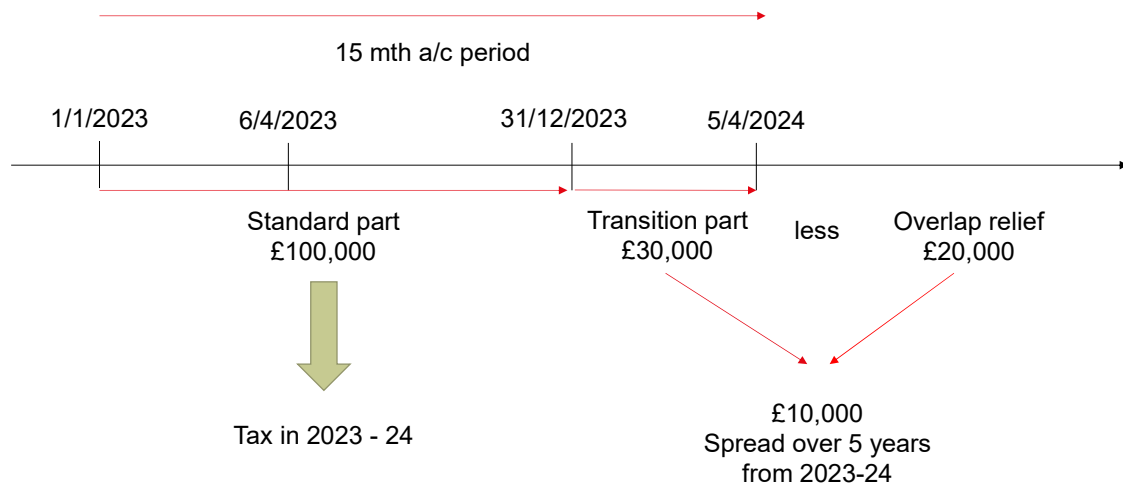 15 mth a/c period
1/1/2023
6/4/2023
31/12/2023
5/4/2024
Standard part
£100,000
Transition part
£30,000
less
Overlap relief
£20,000
Tax in 2023 - 24
£10,000
Spread over 5 years
from 2023-24